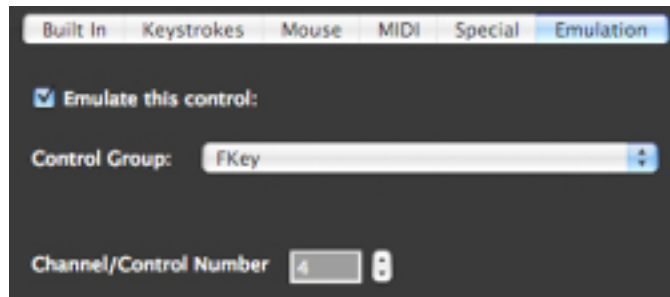 Built In Keystrokes Mouse MIDI Special Emulation
Emulate this control:
Control Group: FKey
Channel/Control Number 4